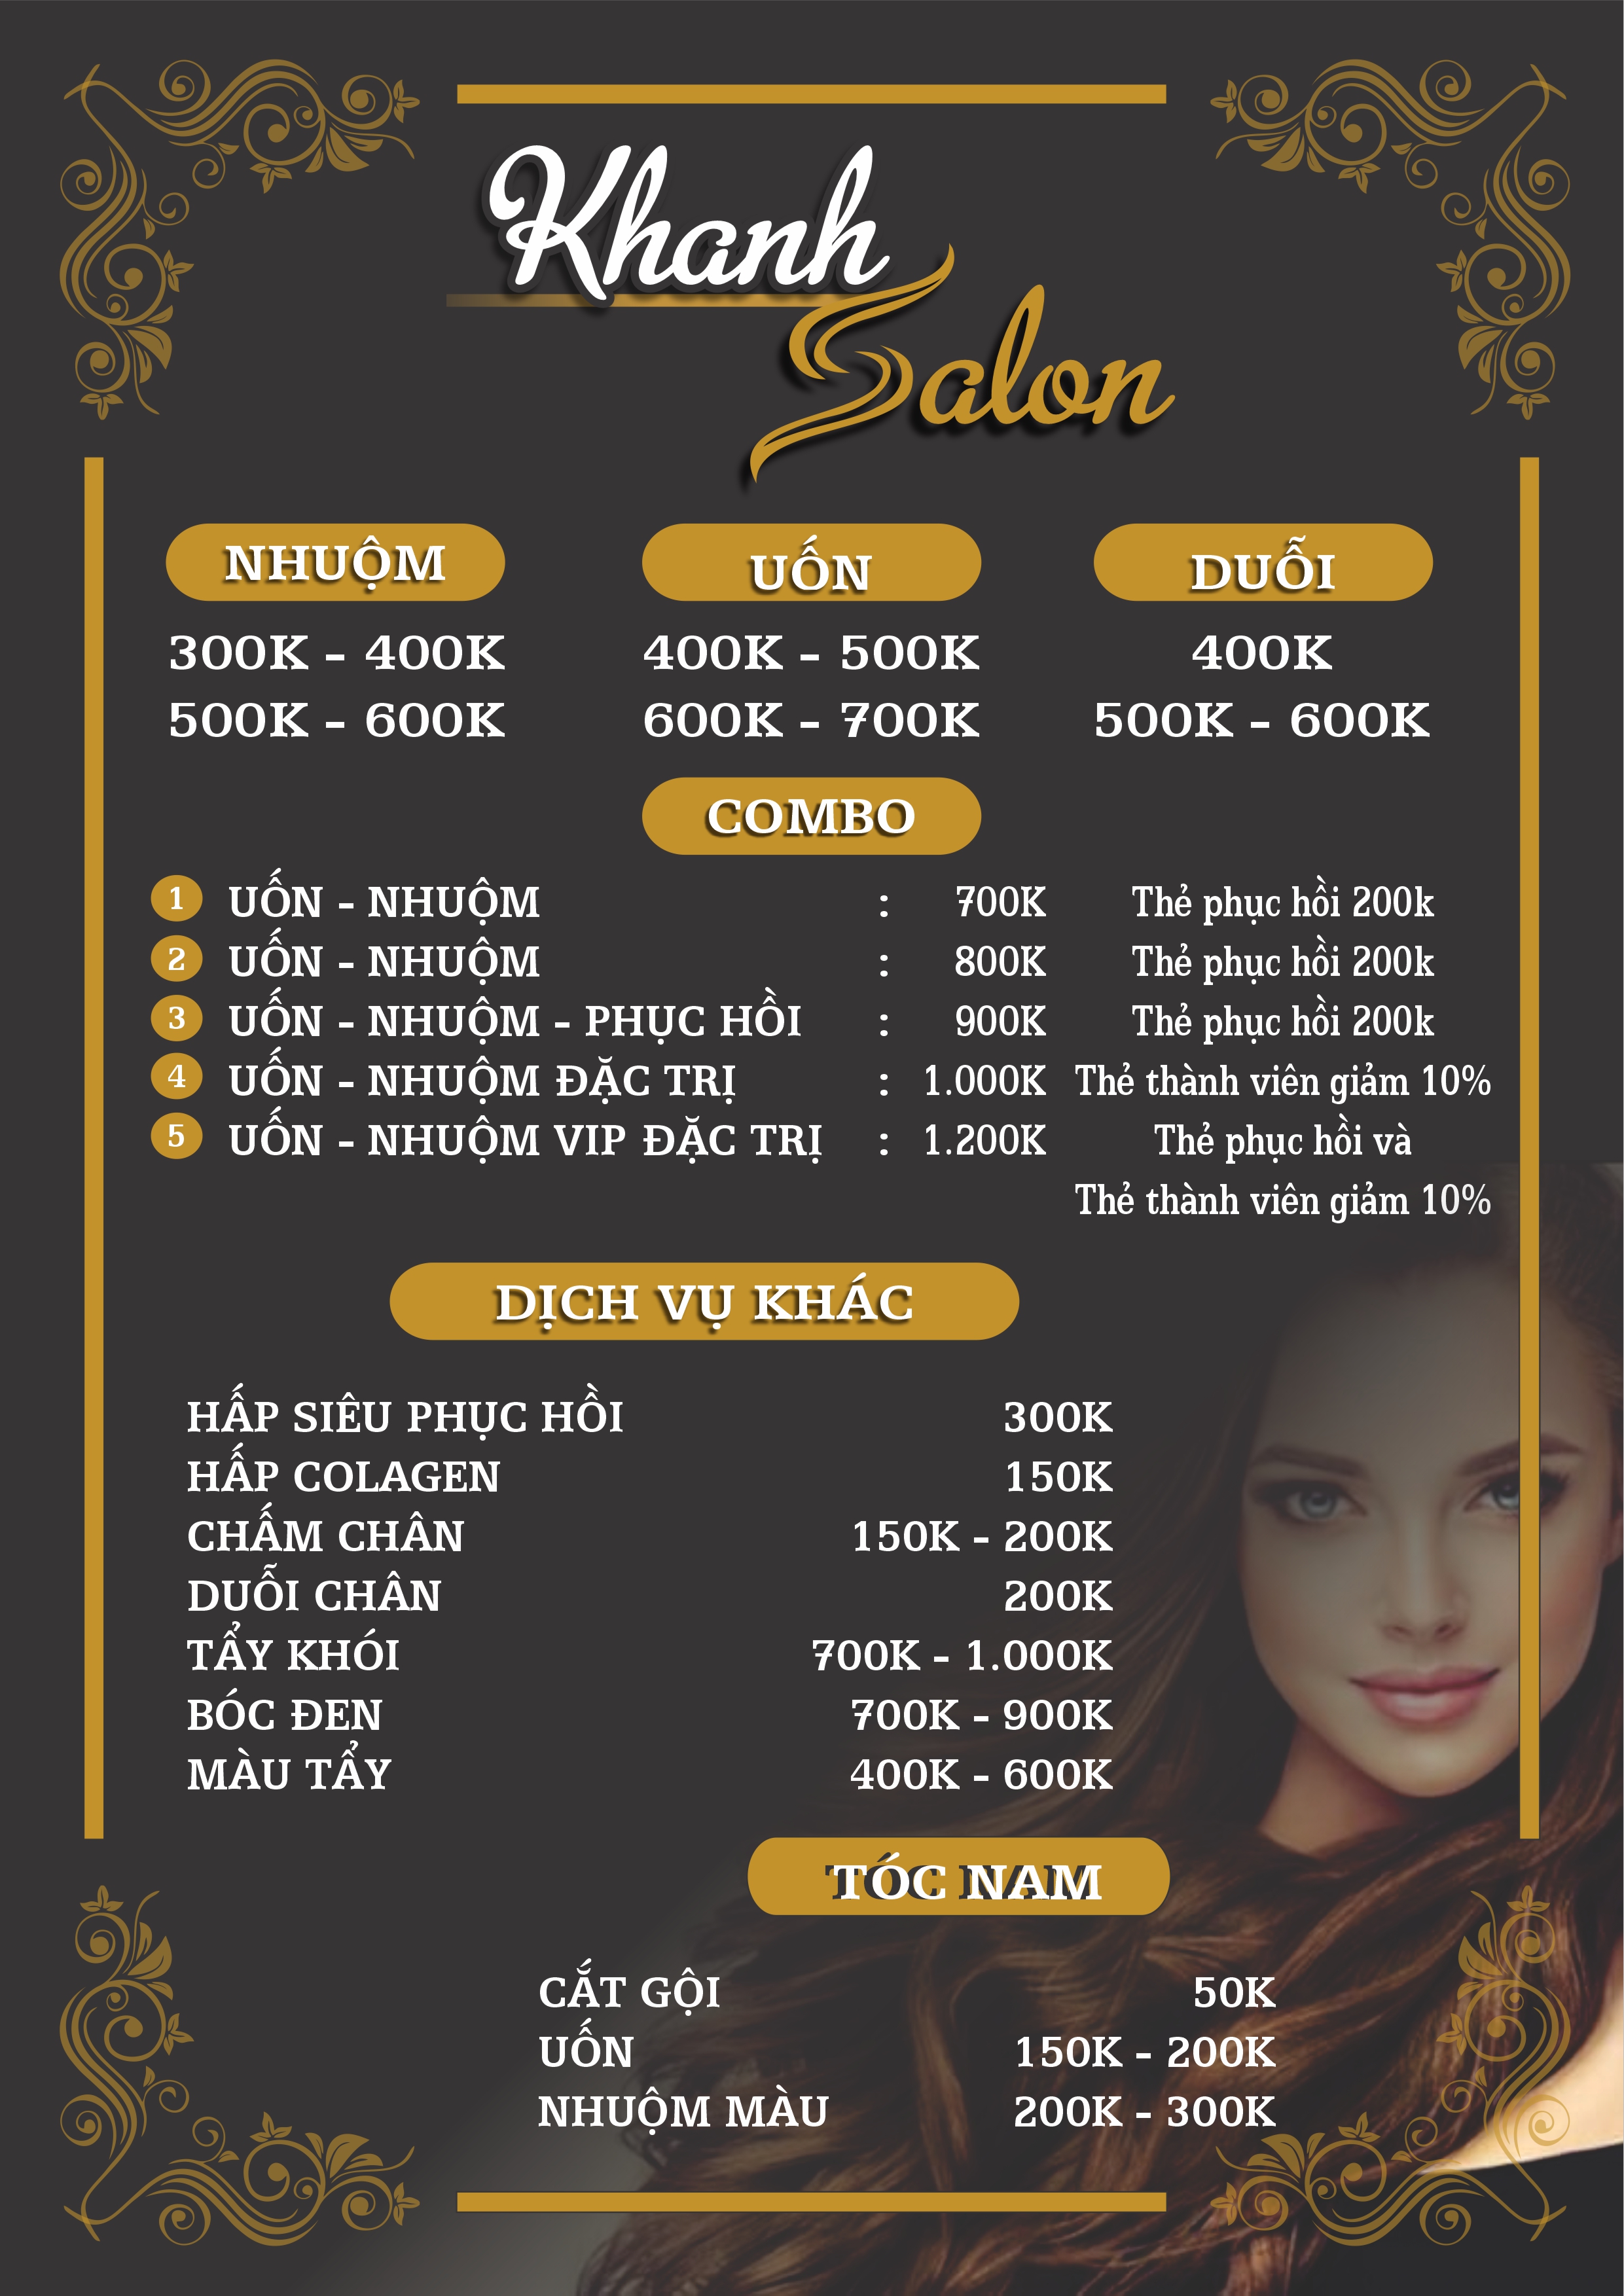 Khanh
Salon
NHUỘM UỐN DUỖI
300K - 400K 400K - 500K 400K
500K - 600K 600K - 700K 500K - 600K
COMBO
1 UỐN - NHUỘM : 700K Thẻ phục hồi 200k
2 UỐN - NHUỘM : 800K Thẻ phục hồi 200k
3 UỐN - NHUỘM - PHỤC HỒI : 900K Thẻ phục hồi 200k
4 UỐN - NHUỘM ĐẶC TRỊ : 1.000K Thẻ thành viên giảm 10%
5 UỐN - NHUỘM VIP ĐẶC TRỊ : 1.200K Thẻ phục hồi và
Thẻ thành viên giảm 10%
DỊCH VỤ KHÁC
HẤP SIÊU PHỤC HỒI 300K
HẤP COLAGEN 150K
CHẤM CHÂN 150K - 200K
DUỖI CHÂN 200K
TẨY KHÓI 700K - 1.000K
BÓC ĐEN 700K - 900K
MÀU TẨY 400K - 600K
TÓC NAM
CẮT GỘI 50K
UỐN 150K - 200K
NHUỘM MÀU 200K - 300K